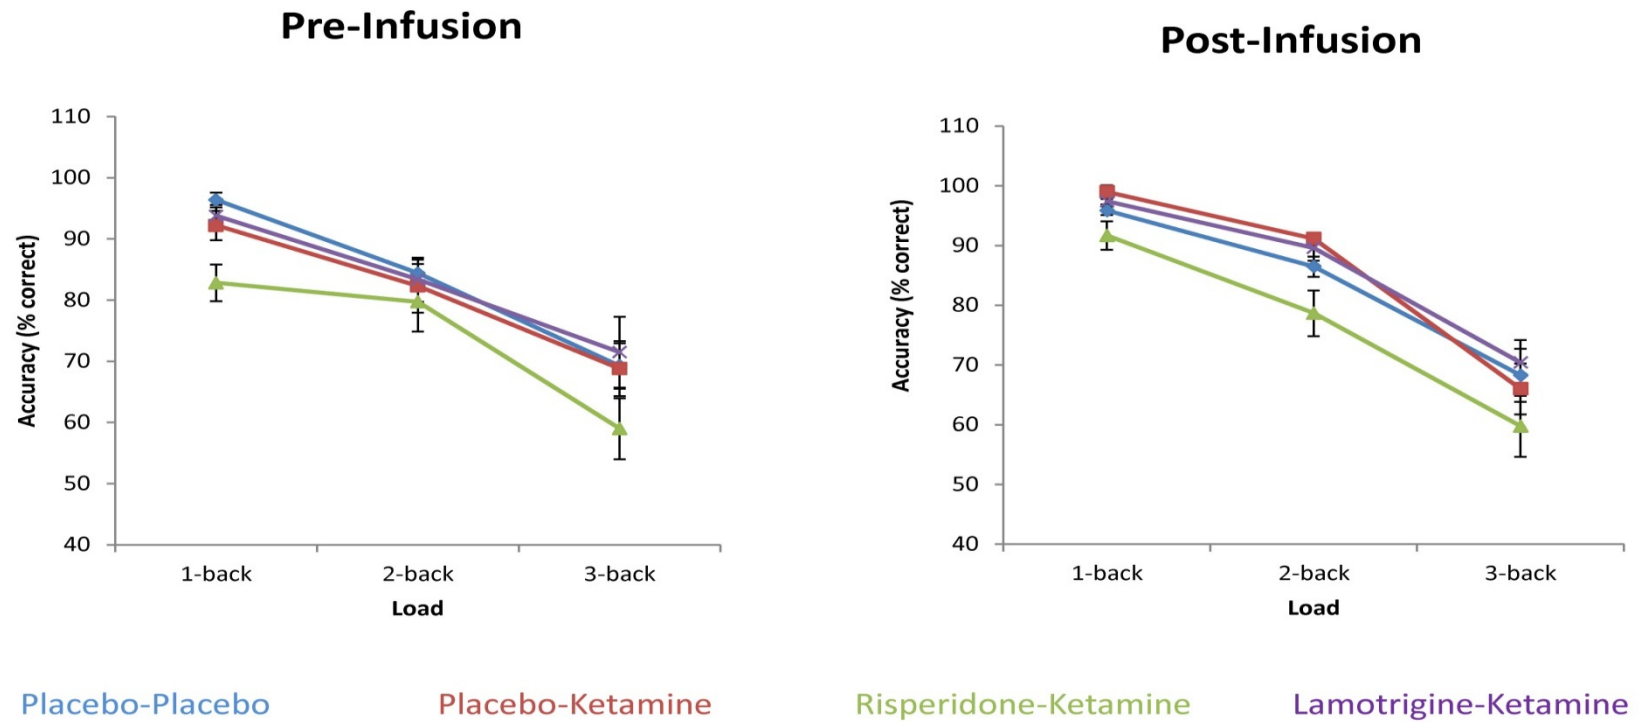 Pre-Infusion
Accuracy (% correct)
110
100
90
80
70
60
50
40
1-back 2-back 3-back
Load
Post-Infusion
Accuracy (% correct)
110
100
90
80
70
60
50
40
1-back 2-back 3-back
Load
Placebo-Placebo Placebo-Ketamine Risperidone-Ketamine Lamotrigine-Ketamine